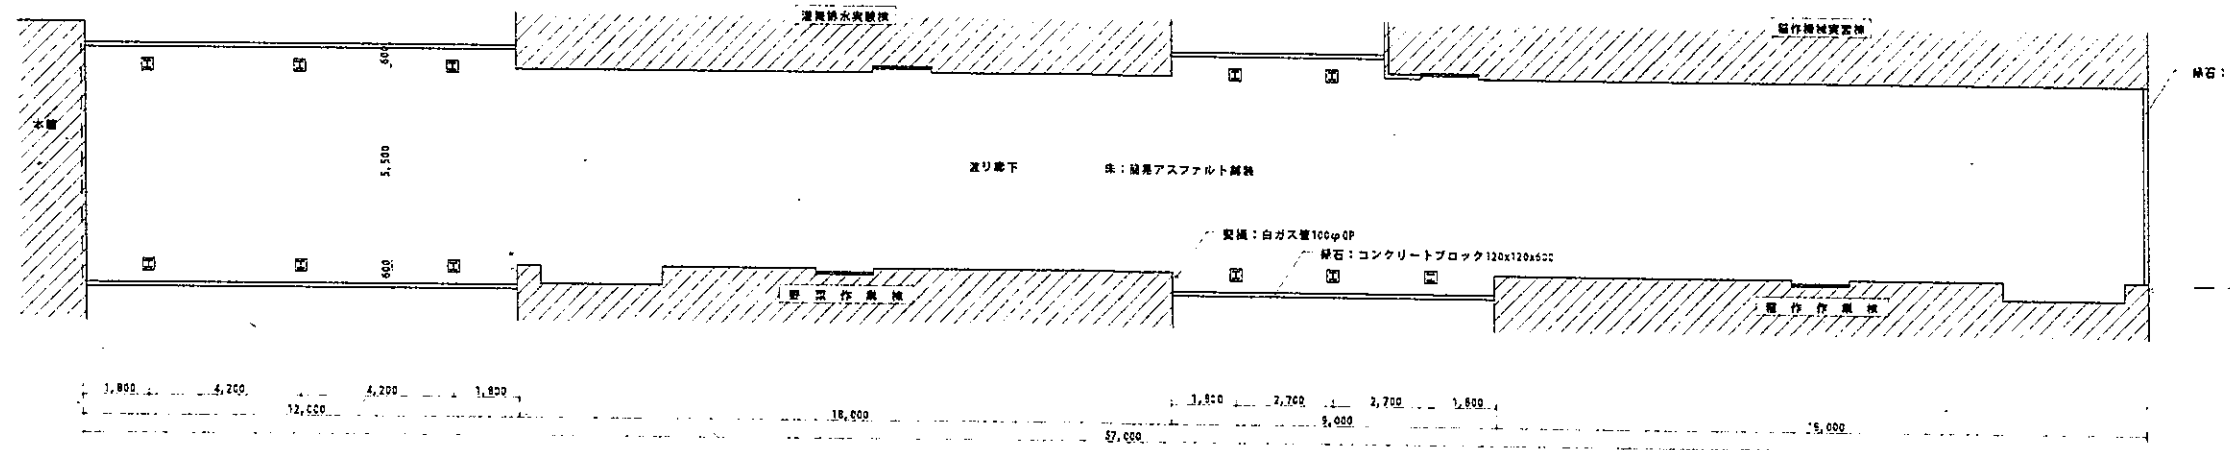 灌漑排水実験棟
稲作機械実習棟
600
縁石：
本館
5,500
渡り廊下
床：簡易アスファルト舗装
竪樋：白ガス管100φOP
縁石：コンクリートブロック120x120x600
600
野菜作業棟
稲作作業棟
1,800
4,200
4,200
1,800
1,800
2,700
2,700
1,800
12,000
18,000
9,000
18,000
57,000